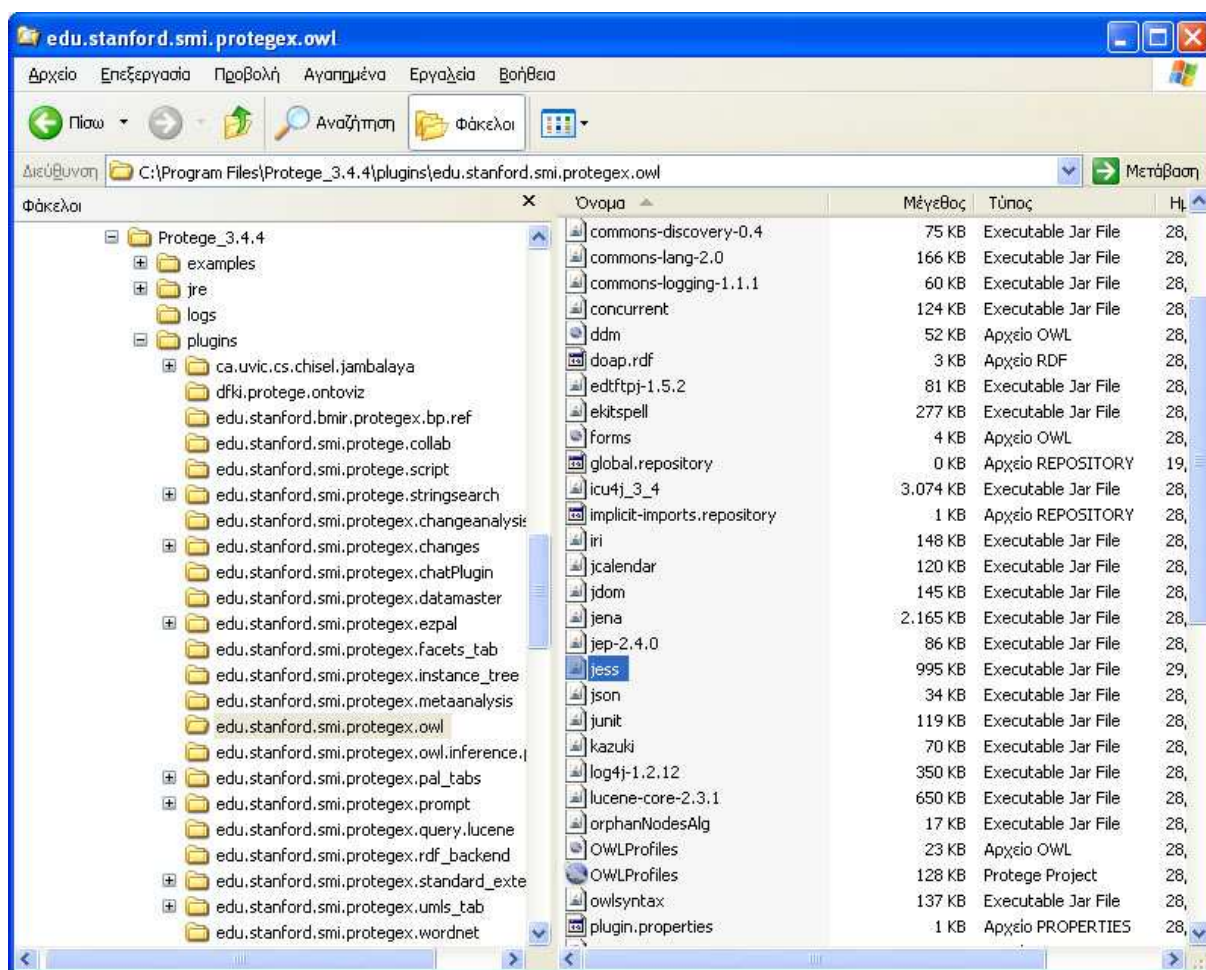 edu.stanford.smi.protegex.owl
Αρχείο Επεξεργασία Προβολή Αγαπημένα Εργαλεία Βοήθεια
Πίσω Αναζήτηση Φάκελοι
Διεύθυνση C:\Program Files\Protege_3.4.4\plugins\edu.stanford.smi.protegex.owl Μετάβαση
Φάκελοι
Protege_3.4.4
examples
jre
logs
plugins
ca.uvic.cs.chisel.jambalaya
dfki.protege.ontoviz
edu.stanford.bmir.protegex.bp.ref
edu.stanford.smi.protege.collab
edu.stanford.smi.protege.script
edu.stanford.smi.protege.stringsearch
edu.stanford.smi.protegex.changeanalysis
edu.stanford.smi.protegex.changes
edu.stanford.smi.protegex.chatPlugin
edu.stanford.smi.protegex.datamaster
edu.stanford.smi.protegex.ezpal
edu.stanford.smi.protegex.facets_tab
edu.stanford.smi.protegex.instance_tree
edu.stanford.smi.protegex.metaanalysis
edu.stanford.smi.protegex.owl
edu.stanford.smi.protegex.owl.inference.
edu.stanford.smi.protegex.pal_tabs
edu.stanford.smi.protegex.prompt
edu.stanford.smi.protegex.query.lucene
edu.stanford.smi.protegex.rdf_backend
edu.stanford.smi.protegex.standard_exte
edu.stanford.smi.protegex.umls_tab
edu.stanford.smi.protegex.wordnet
Όνομα Μέγεθος Τύπος Ημ
commons-discovery-0.4 75 KB Executable Jar File 28,
commons-lang-2.0 166 KB Executable Jar File 28,
commons-logging-1.1.1 60 KB Executable Jar File 28,
concurrent 124 KB Executable Jar File 28,
ddm 52 KB Αρχείο OWL 28,
doap.rdf 3 KB Αρχείο RDF 28,
edtftpj-1.5.2 81 KB Executable Jar File 28,
ekitspell 277 KB Executable Jar File 28,
forms 4 KB Αρχείο OWL 28,
global.repository 0 KB Αρχείο REPOSITORY 19,
icu4j_3_4 3.074 KB Executable Jar File 28,
implicit-imports.repository 1 KB Αρχείο REPOSITORY 28,
iri 148 KB Executable Jar File 28,
jcalendar 120 KB Executable Jar File 28,
jdom 145 KB Executable Jar File 28,
jena 2.165 KB Executable Jar File 28,
jep-2.4.0 86 KB Executable Jar File 28,
jess 995 KB Executable Jar File 29,
json 34 KB Executable Jar File 28,
junit 119 KB Executable Jar File 28,
kazuki 70 KB Executable Jar File 28,
log4j-1.2.12 350 KB Executable Jar File 28,
lucene-core-2.3.1 650 KB Executable Jar File 28,
orphanNodesAlg 17 KB Executable Jar File 28,
OWLProfiles 23 KB Αρχείο OWL 28,
OWLProfiles 128 KB Protege Project 28,
owlsyntax 137 KB Executable Jar File 28,
plugin.properties 1 KB Αρχείο PROPERTIES 28,